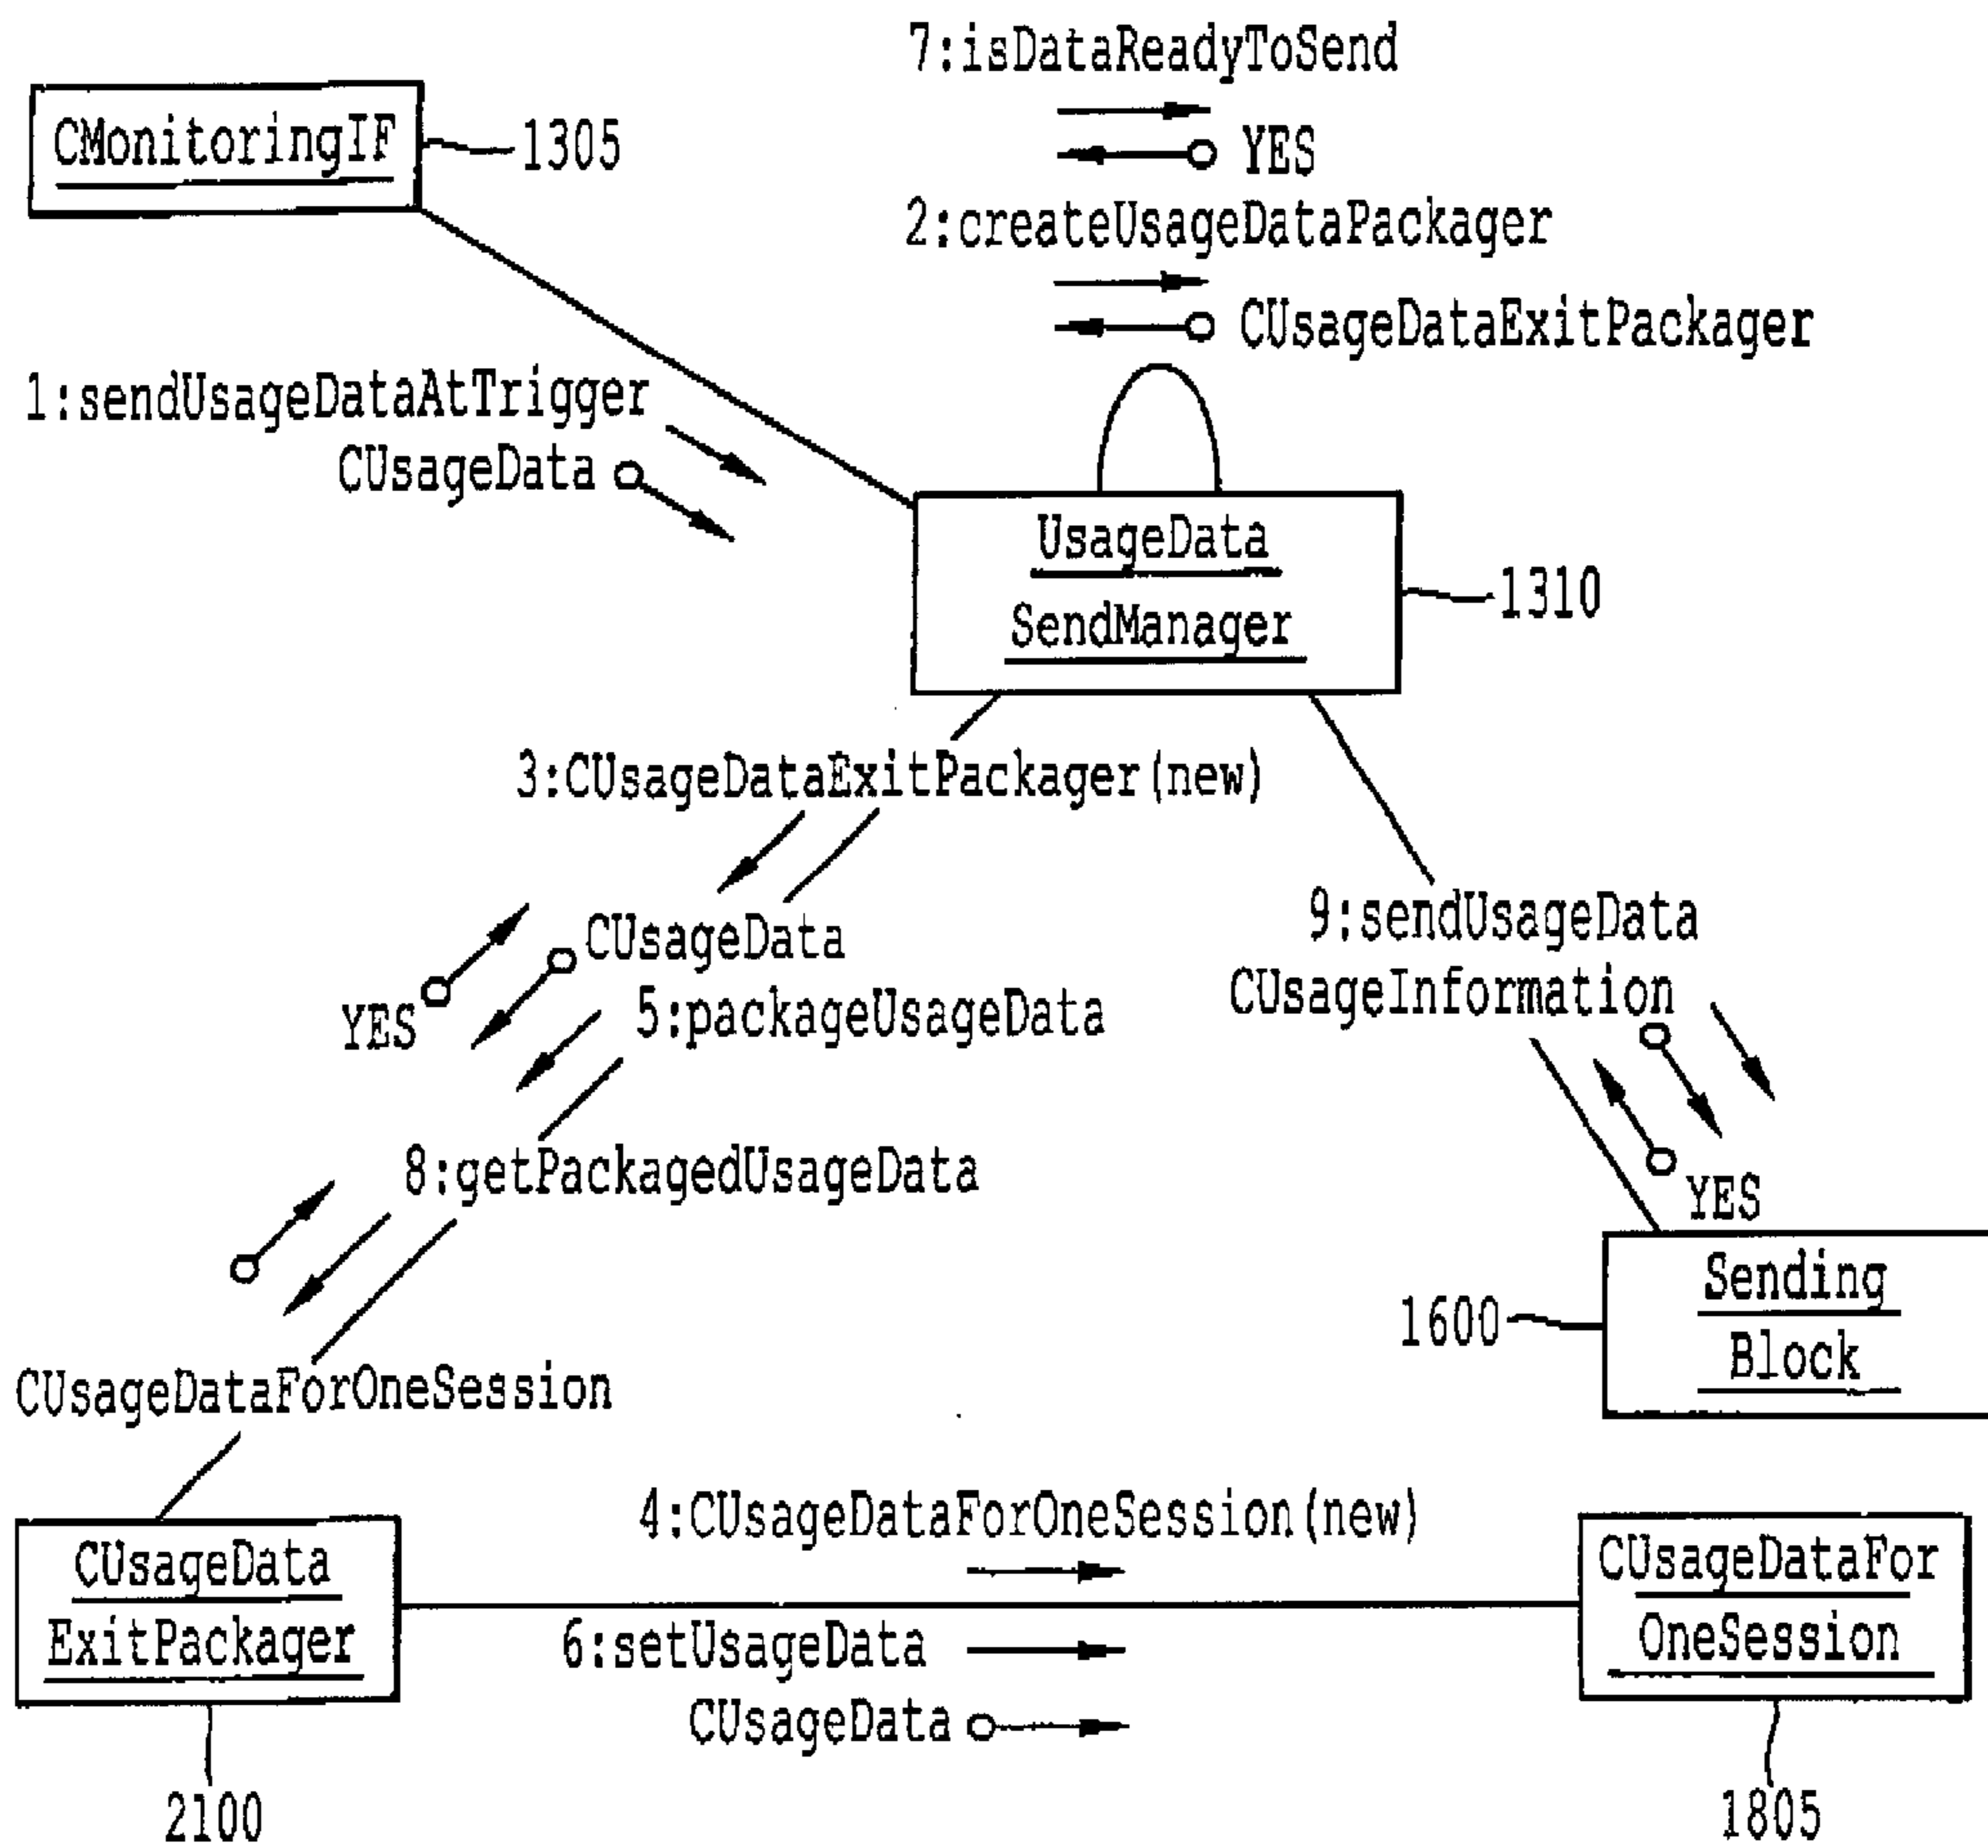 7:isDataReadyToSend
CMonitoringIF
1305
YES
2:createUsageDataPackager
CUsageDataExitPackager
1:sendUsageDataAtTrigger
CUsageData
UsageData
SendManager
1310
3:CUsageDataExitPackager(new)
CUsageData
YES
5:packageUsageData
9:sendUsageData
CUsageInformation
8:getPackagedUsageData
YES
Sending
Block
1600
CUsageDataForOneSession
4:CUsageDataForOneSession(new)
CUsageData
ExitPackager
CUsageDataFor
OneSession
6:setUsageData
CUsageData
2100
1805